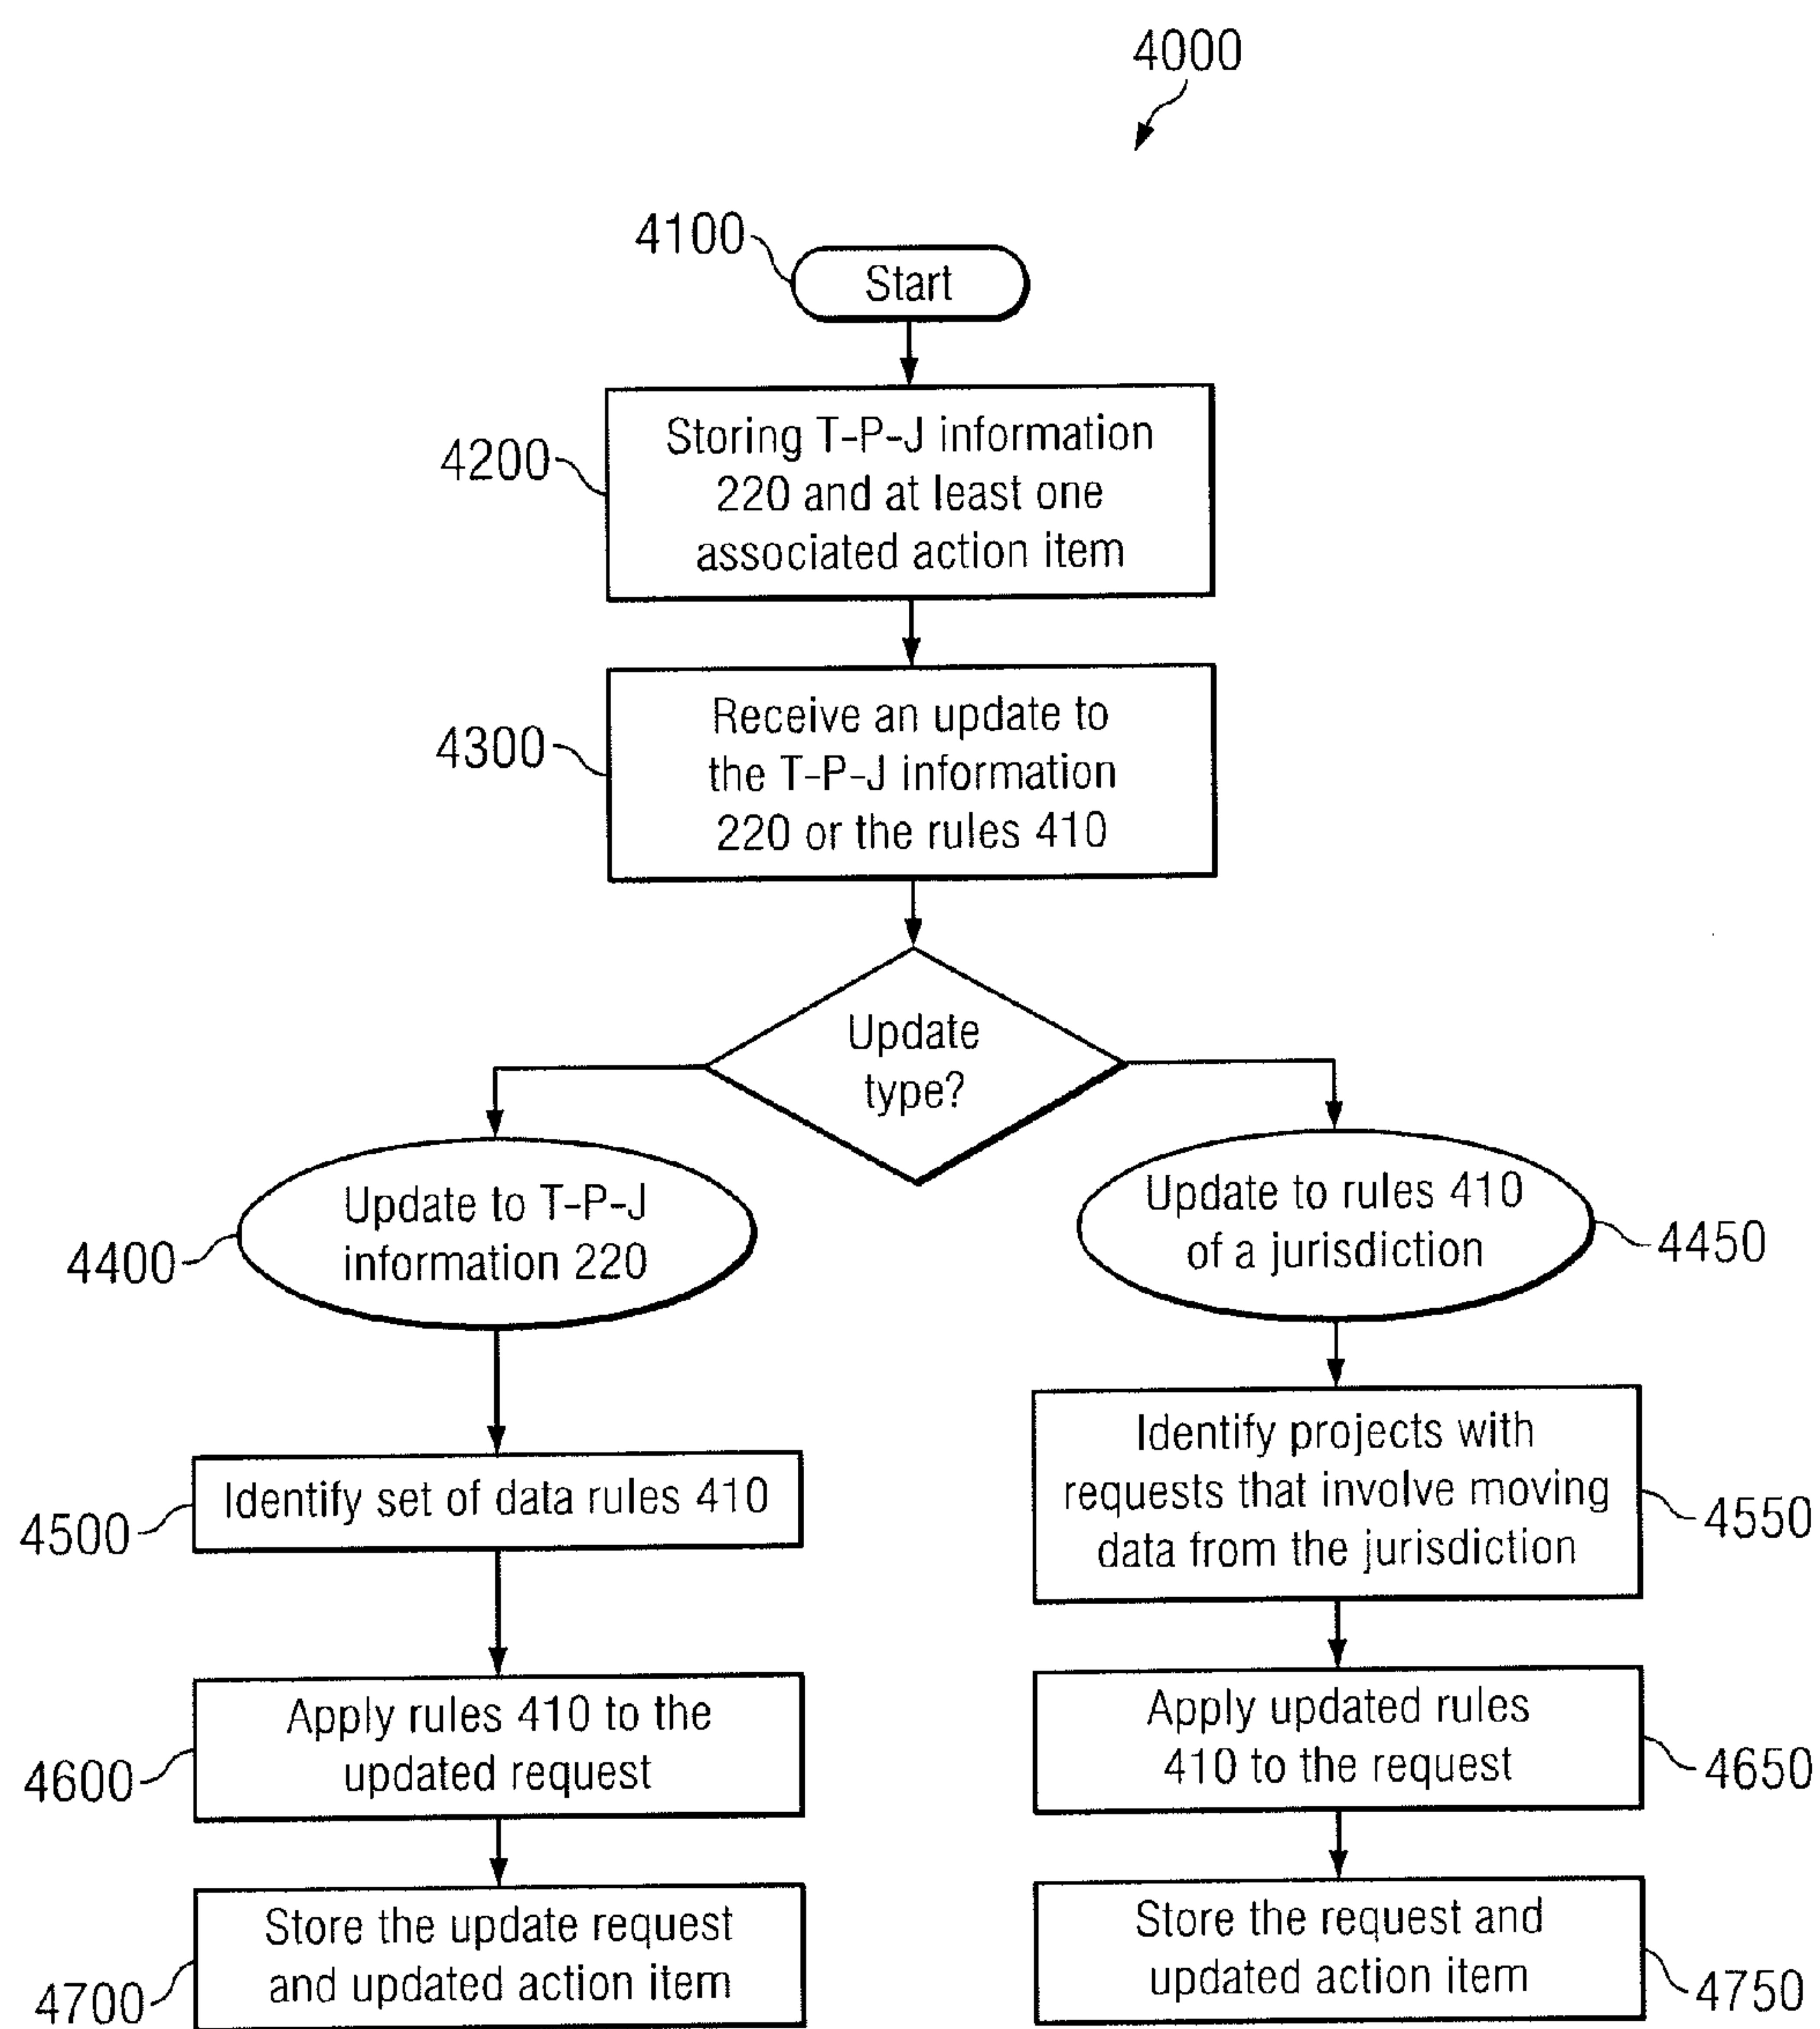 4000
4100
Start
4200
Storing T-P-J information
220 and at least one
associated action item
4300
Receive an update to
the T-P-J information
220 or the rules 410
Update
type?
4400
Update to T-P-J
information 220
Update to rules 410
of a jurisdiction
4450
4500
Identify set of data rules 410
Identify projects with
requests that involve moving
data from the jurisdiction
4550
4600
Apply rules 410 to the
updated request
Apply updated rules
410 to the request
4650
4700
Store the update request
and updated action item
Store the request and
updated action item
4750